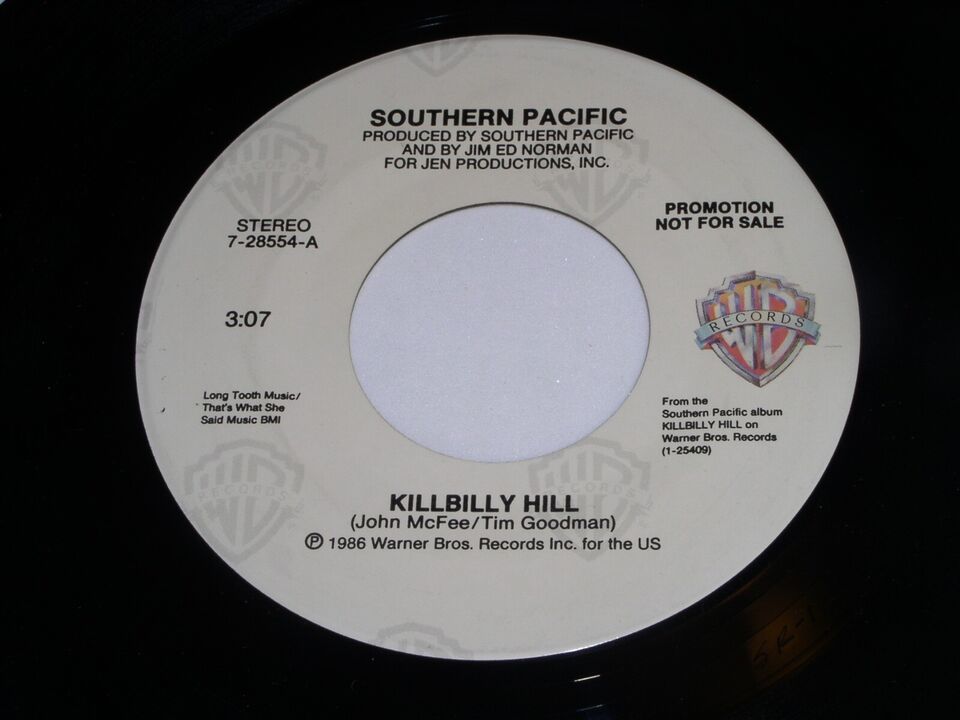 SOUTHERN PACIFIC
PRODUCED BY SOUTHERN PACIFIC
AND BY JIM ED NORMAN
FOR JEN PRODUCTIONS, INC.
STEREO
7-28554-A
PROMOTION
NOT FOR SALE
3:07
WB
RECORDS
Long Tooth Music/
That's What She
Said Music BMI
From the
Southern Pacific album
KILLBILLY HILL on
Warner Bros. Records
(1-25409)
KILLBILLY HILL
(John McFee/Tim Goodman)
℗ 1986 Warner Bros. Records Inc. for the US
SR-1